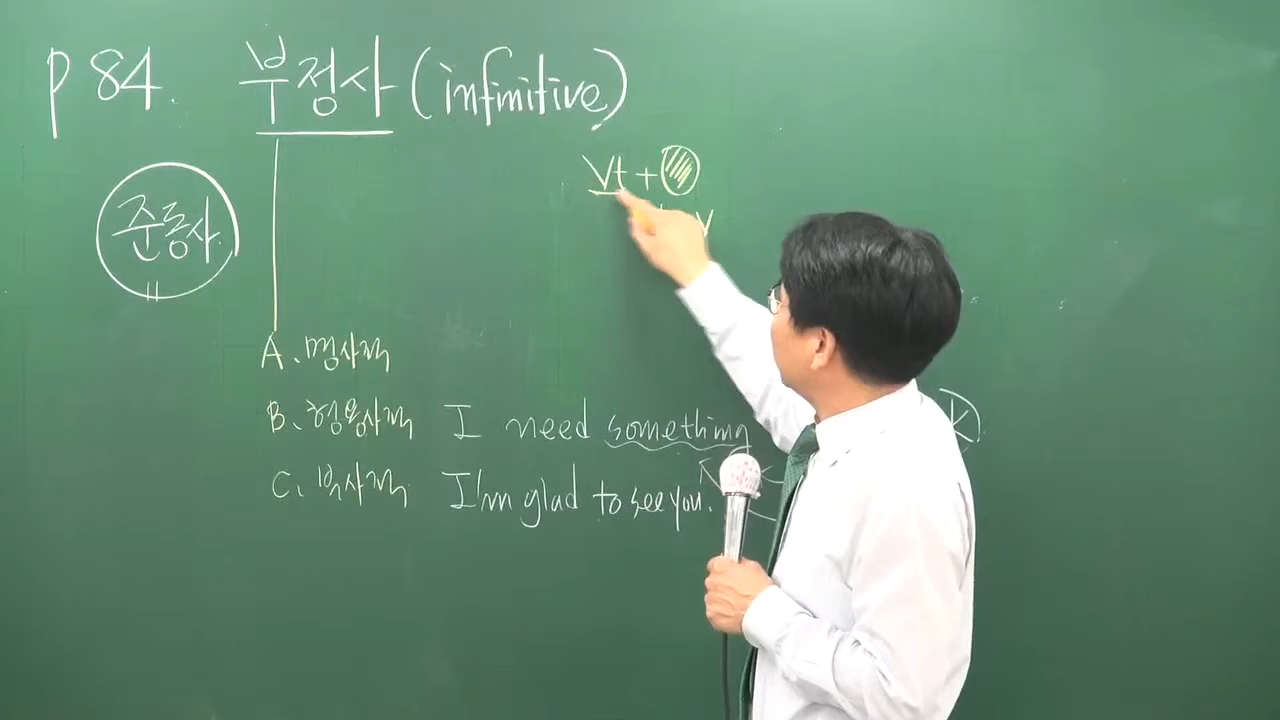 p 84. 부정사 (infinitive)
Vt +
V
준동사
A. 명사적
B. 형용사적 I need something
K
C. 부사적 I'm glad to see you.